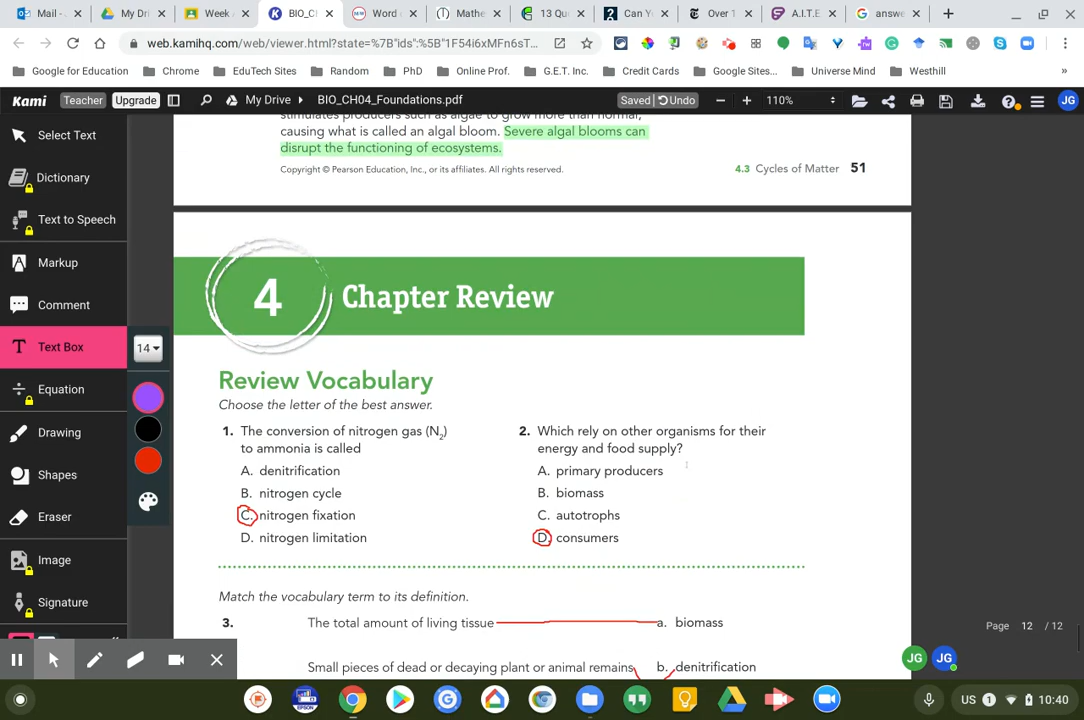 Mail -
My Dri
Week
BIO_C
Word
Mathe
13 Qu
Can Y
Over 1
A.I.T.E
answe
web.kamihq.com/web/viewer.html?state=%7B"ids"%3A%5B"1F54i6xMFn6sT...
Google for Education
Chrome
EduTech Sites
Random
PhD
Online Prof.
G.E.T. Inc.
Credit Cards
Google Sites...
Universe Mind
Westhill
»
Kami
Teacher
Upgrade
My Drive
BIO_CH04_Foundations.pdf
Saved
Undo
110%
JG
Select Text
Dictionary
Text to Speech
Markup
Comment
Text Box
Equation
Drawing
Shapes
Eraser
Image
Signature
14
stimulates producers such as algae to grow more than normal,
causing what is called an algal bloom. Severe algal blooms can
disrupt the functioning of ecosystems.
Copyright © Pearson Education, Inc., or its affiliates. All rights reserved.
4.3 Cycles of Matter 51
4 Chapter Review
Review Vocabulary
Choose the letter of the best answer.
1. The conversion of nitrogen gas (N2)
to ammonia is called
A. denitrification
B. nitrogen cycle
C. nitrogen fixation
D. nitrogen limitation
2. Which rely on other organisms for their
energy and food supply?
A. primary producers
B. biomass
C. autotrophs
D. consumers
Match the vocabulary term to its definition.
3. The total amount of living tissue a. biomass
Small pieces of dead or decaying plant or animal remains b. denitrification
Page 12 / 12
JG JG
EPSON
US 1 10:40